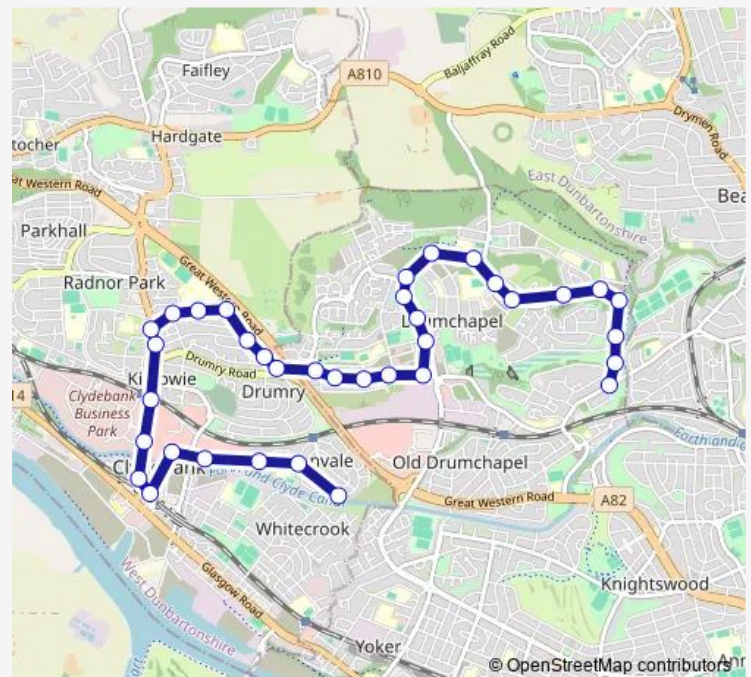 Faifley
A810
Baljaffray Road
Drymen Road
tocher
Hardgate
at Western Road
East Dunbartonshire
Bea
Parkhall
Radnor Park
Great Western Road
Drumchapel
Drumry Road
Drumry
Clydebank
Business
Park
14
Forth and Clyde Canal
nvale
Old Drumchapel
Forth and
Great Western Road
A82
Whitecrook
Knightswood
West Dunbartonshire
Glasgow Road
Yoker
© OpenStreetMap contributors